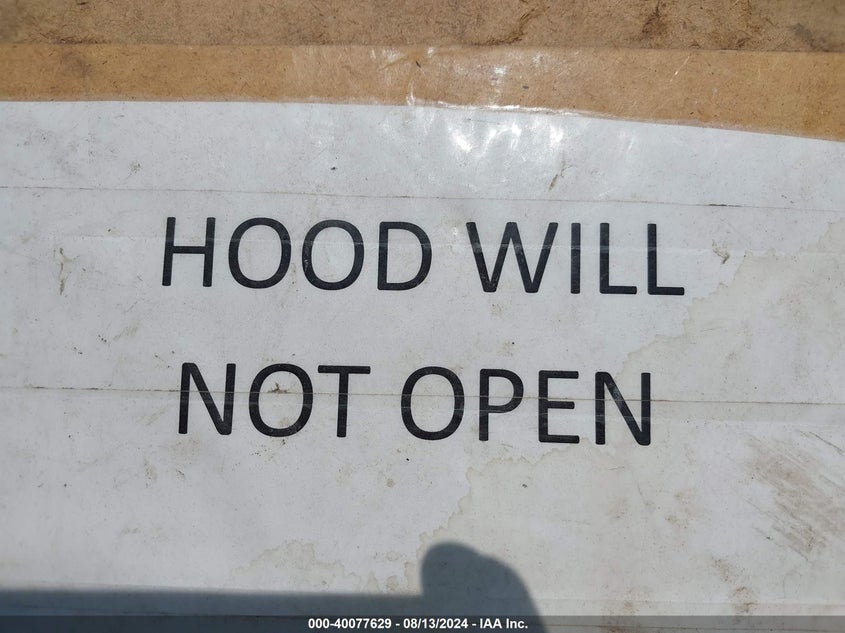 HOOD WILL
NOT OPEN
000-40077629 - 08/13/2024 - IAA Inc.